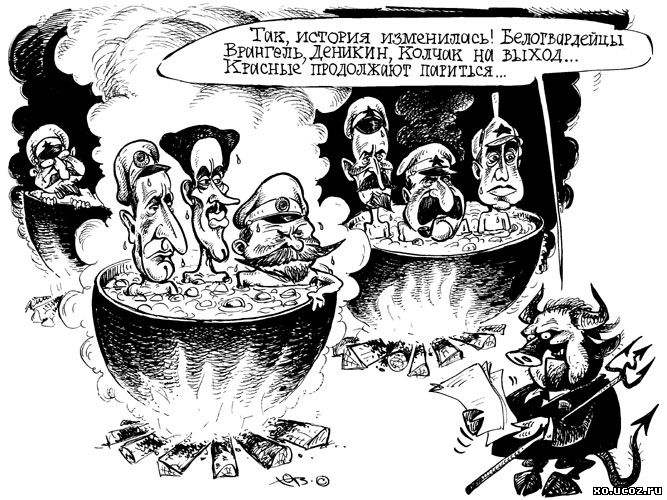 Так, история изменилась! Белогвардейцы
Врангель, Деникин, Колчак на выход...
Красные продолжают париться...
xo.ucoz.ru